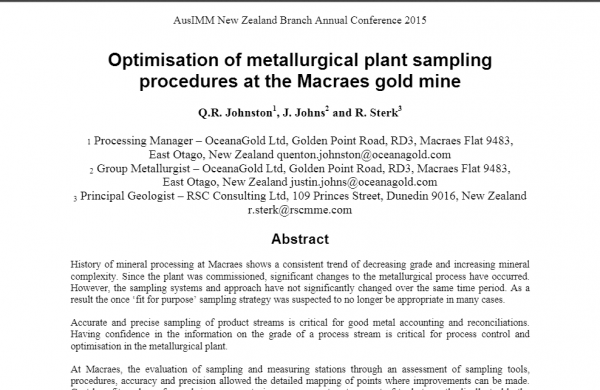 AusIMM New Zealand Branch Annual Conference 2015
Optimisation of metallurgical plant sampling
procedures at the Macraes gold mine
Q.R. Johnston1, J. Johns2 and R. Sterk3
1 Processing Manager – OceanaGold Ltd, Golden Point Road, RD3, Macraes Flat 9483,
East Otago, New Zealand quenton.johnston@oceanagold.com
2 Group Metallurgist – OceanaGold Ltd, Golden Point Road, RD3, Macraes Flat 9483,
East Otago, New Zealand justin.johns@oceanagold.com
3 Principal Geologist – RSC Consulting Ltd, 109 Princes Street, Dunedin 9016, New Zealand
r.sterk@rscmme.com
Abstract
History of mineral processing at Macraes shows a consistent trend of decreasing grade and increasing mineral
complexity. Since the plant was commissioned, significant changes to the metallurgical process have occurred.
However, the sampling systems and approach have not significantly changed over the same time period. As a
result the once ‘fit for purpose’ sampling strategy was suspected to no longer be appropriate in many cases.
Accurate and precise sampling of product streams is critical for good metal accounting and reconciliations.
Having confidence in the information on the grade of a process stream is critical for process control and
optimisation in the metallurgical plant.
At Macraes, the evaluation of sampling and measuring stations through an assessment of sampling tools,
procedures, accuracy and precision allowed the detailed mapping of points where improvements can be made.